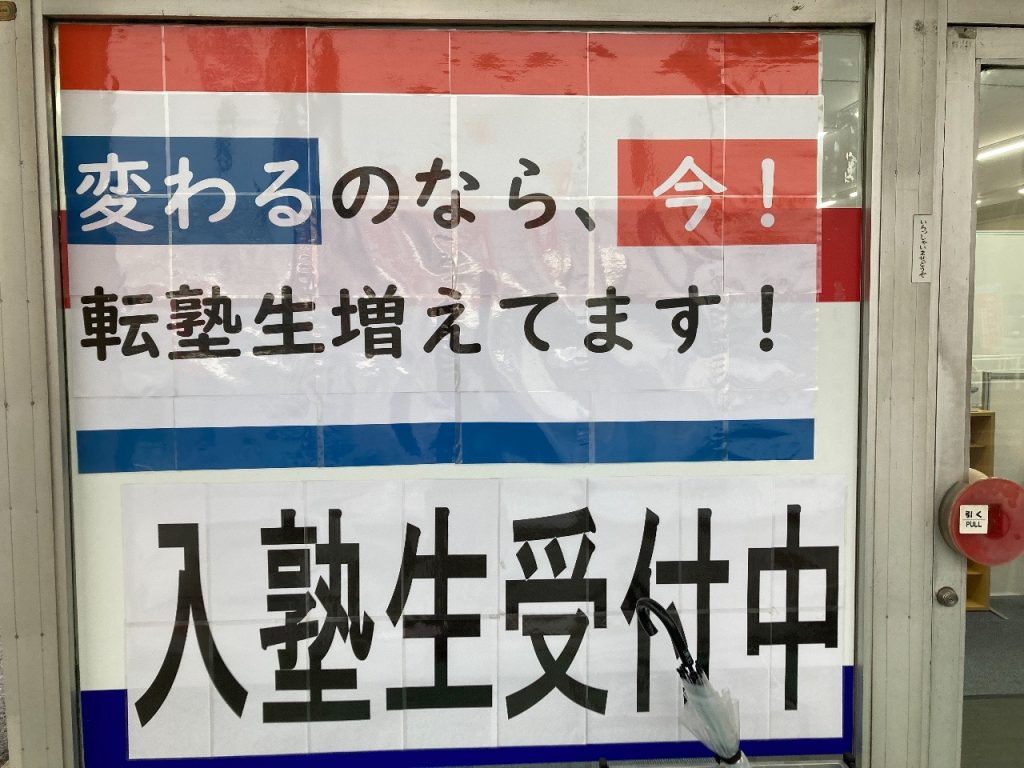 変わるのなら、今！
転塾生増えてます！
入塾生受付中
引く
PULL